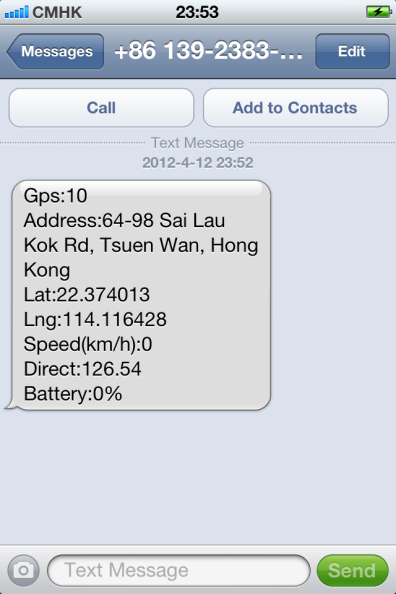 CMHK 23:53
Messages +86 139-2383-... Edit
Call Add to Contacts
Text Message
2012-4-12 23:52
Gps:10
Address:64-98 Sai Lau
Kok Rd, Tsuen Wan, Hong
Kong
Lat:22.374013
Lng:114.116428
Speed(km/h):0
Direct:126.54
Battery:0%
Text Message Send